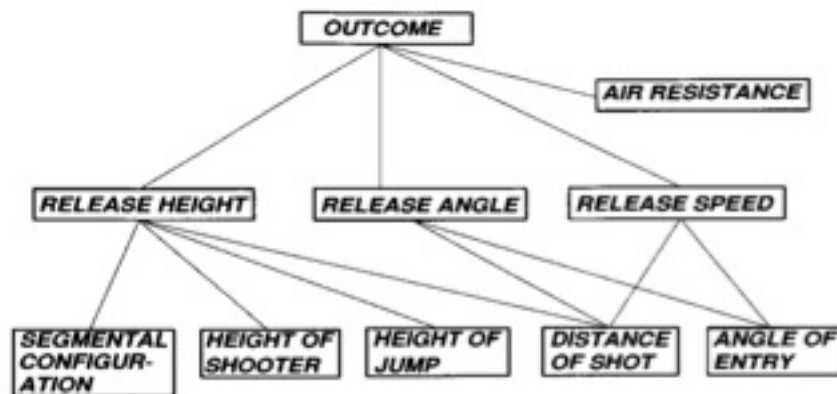 OUTCOME
AIR RESISTANCE
RELEASE HEIGHT
RELEASE ANGLE
RELEASE SPEED
SEGMENTAL
CONFIGUR-
ATION
HEIGHT OF
SHOOTER
HEIGHT OF
JUMP
DISTANCE
OF SHOT
ANGLE OF
ENTRY